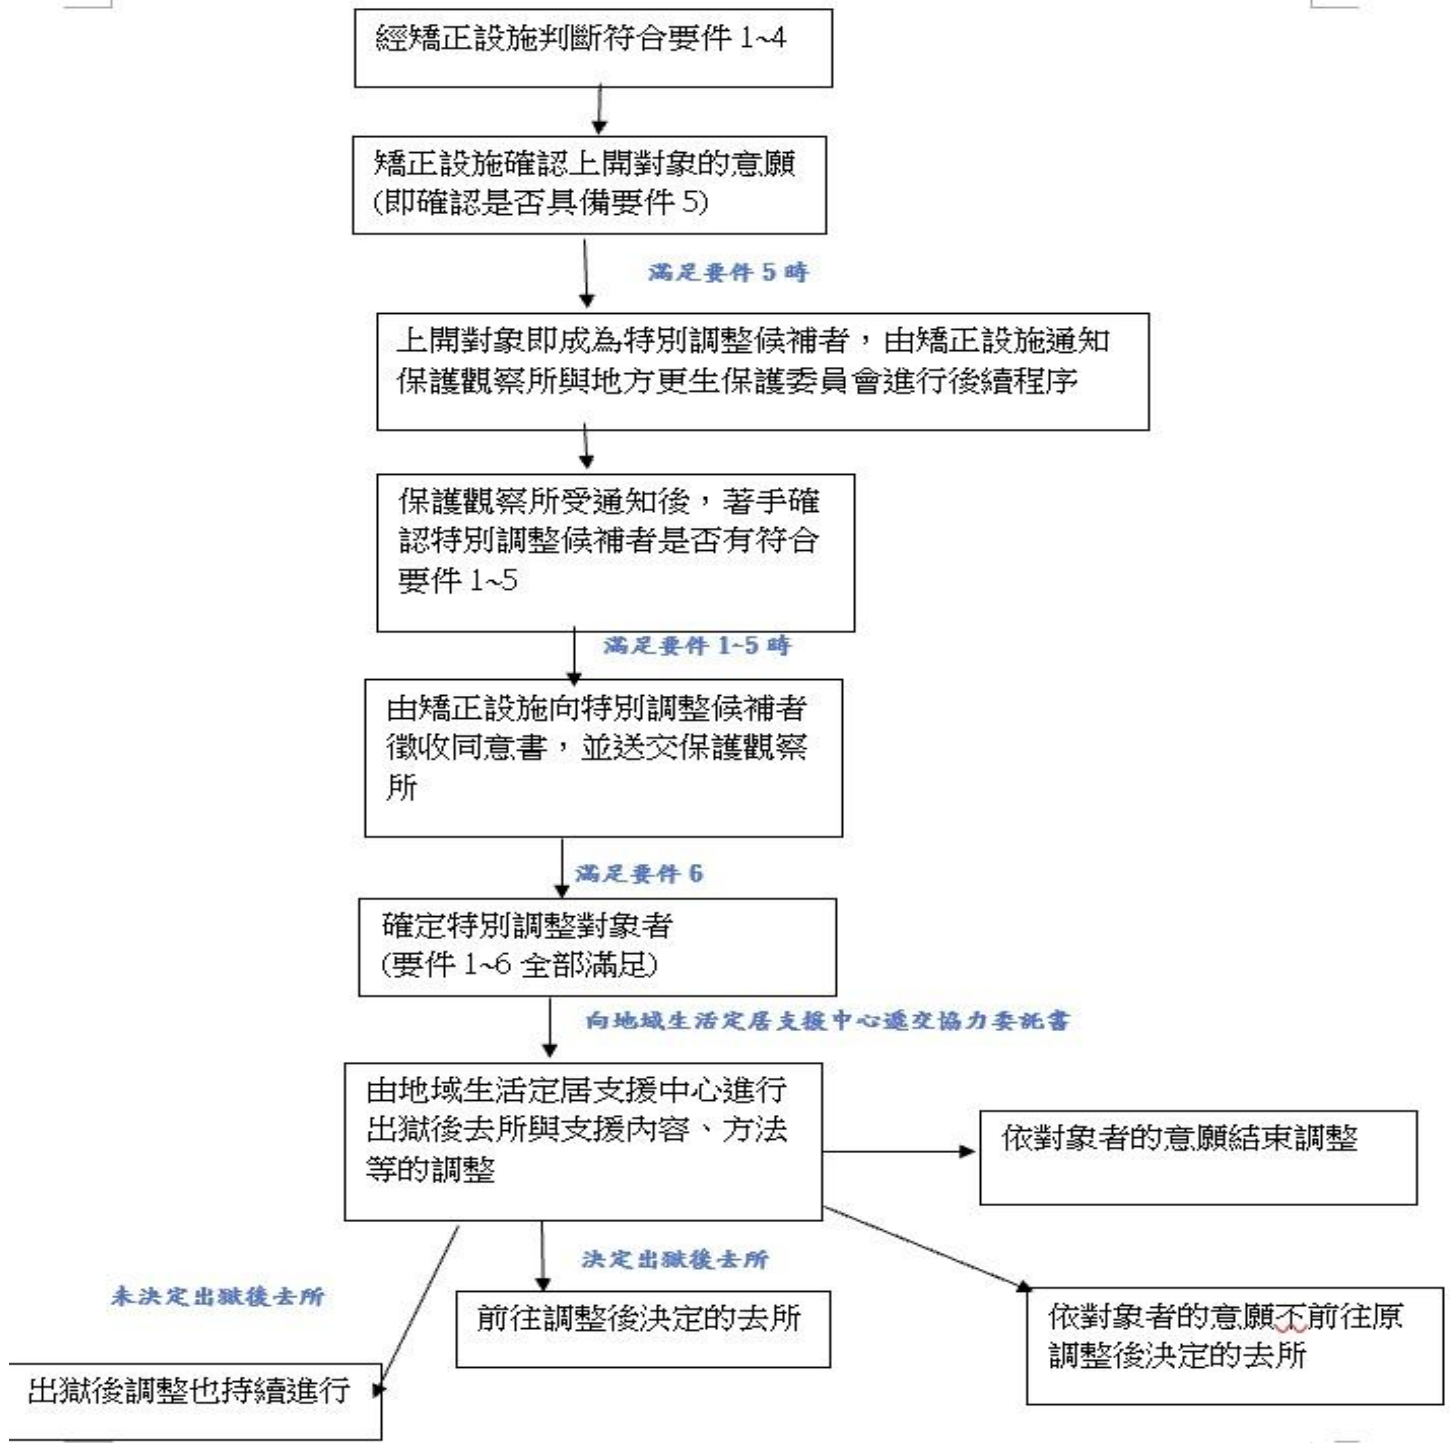 經矯正設施判斷符合要件 1~4
矯正設施確認上開對象的意願
(即確認是否具備要件 5)
滿足要件 5 時
上開對象即成為特別調整候補者，由矯正設施通知
保護觀察所與地方更生保護委員會進行後續程序
保護觀察所受通知後，著手確
認特別調整候補者是否有符合
要件 1~5
滿足要件 1~5 時
由矯正設施向特別調整候補者
徵收同意書，並送交保護觀察
所
滿足要件 6
確定特別調整對象者
(要件 1~6 全部滿足)
向地域生活定居支援中心遞交協力委託書
由地域生活定居支援中心進行
出獄後去所與支援內容、方法
等的調整
依對象者的意願結束調整
決定出獄後去所
未決定出獄後去所
前往調整後決定的去所
依對象者的意願不前往原
調整後決定的去所
出獄後調整也持續進行